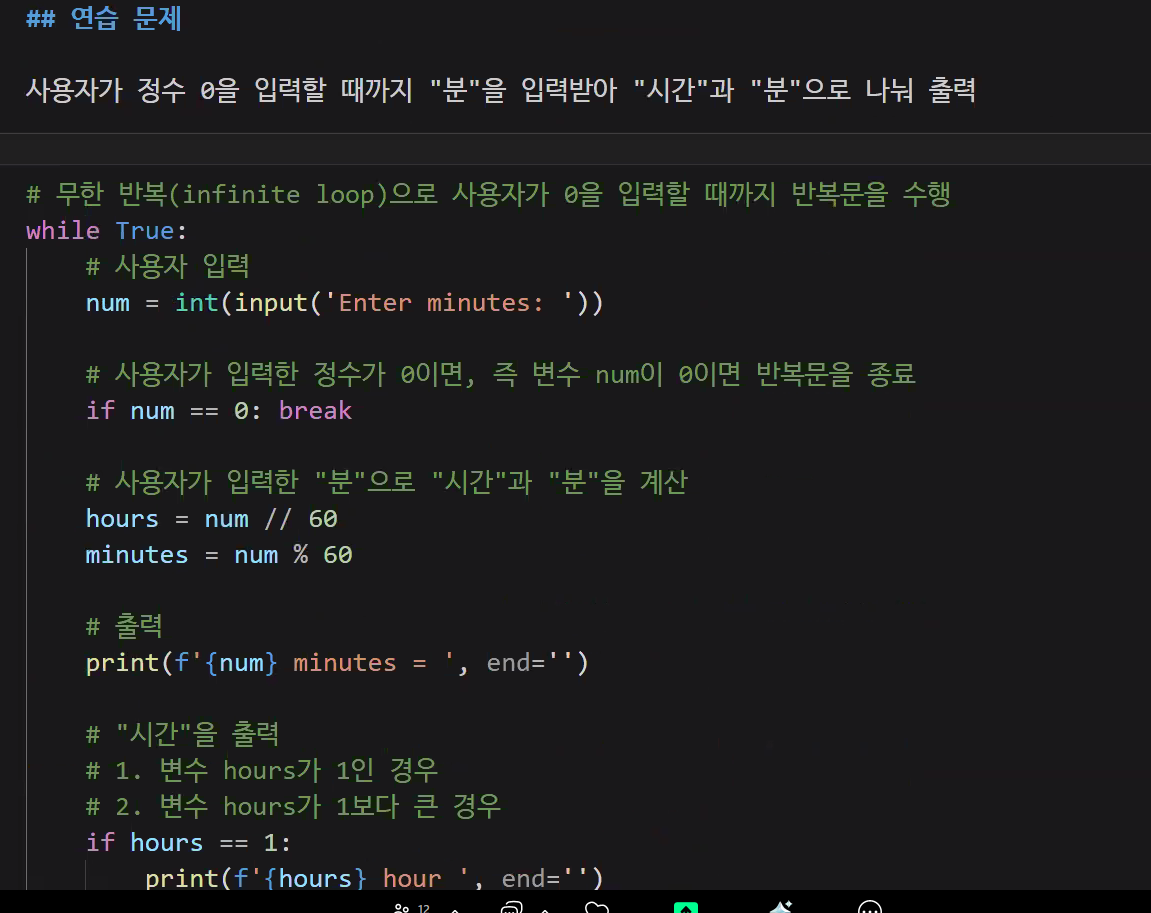 ## 연습 문제
사용자가 정수 0을 입력할 때까지 "분"을 입력받아 "시간"과 "분"으로 나눠 출력
# 무한 반복(infinite loop)으로 사용자가 0을 입력할 때까지 반복문을 수행
while True:
# 사용자 입력
num = int(input('Enter minutes: '))
# 사용자가 입력한 정수가 0이면, 즉 변수 num이 0이면 반복문을 종료
if num == 0: break
# 사용자가 입력한 "분"으로 "시간"과 "분"을 계산
hours = num // 60
minutes = num % 60
# 출력
print(f'{num} minutes = ', end='')
# "시간"을 출력
# 1. 변수 hours가 1인 경우
# 2. 변수 hours가 1보다 큰 경우
if hours == 1:
print(f'{hours} hour ', end='')
12